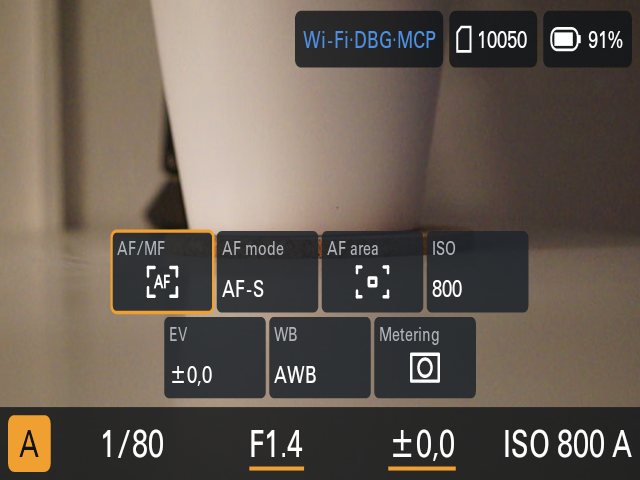 Wi-Fi·DBG·MCP 10050 91%
AF/MF AF mode AF area ISO
AF AF-S 800
EV WB Metering
±0,0 AWB
A 1/80 F1.4 ±0,0 ISO 800 A